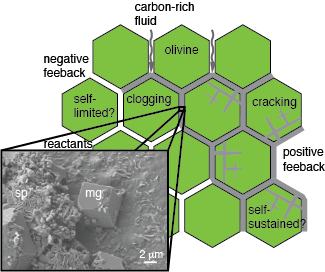 carbon-rich
fluid
olivine
negative
feeback
self-
limited?
clogging
cracking
reactants
positive
feeback
sp
mg
self-
sustained?
2 µm